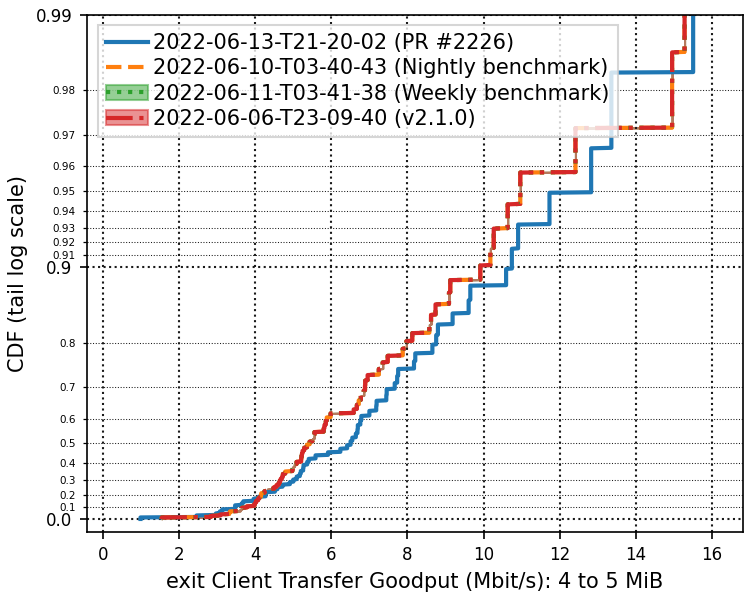 0.99
0.98
0.97
0.96
0.95
0.94
0.93
0.92
0.91
0.9
0.8
0.7
0.6
0.5
0.4
0.3
0.2
0.1
0.0
CDF (tail log scale)
2022-06-13-T21-20-02 (PR #2226)
2022-06-10-T03-40-43 (Nightly benchmark)
2022-06-11-T03-41-38 (Weekly benchmark)
2022-06-06-T23-09-40 (v2.1.0)
0 2 4 6 8 10 12 14 16
exit Client Transfer Goodput (Mbit/s): 4 to 5 MiB